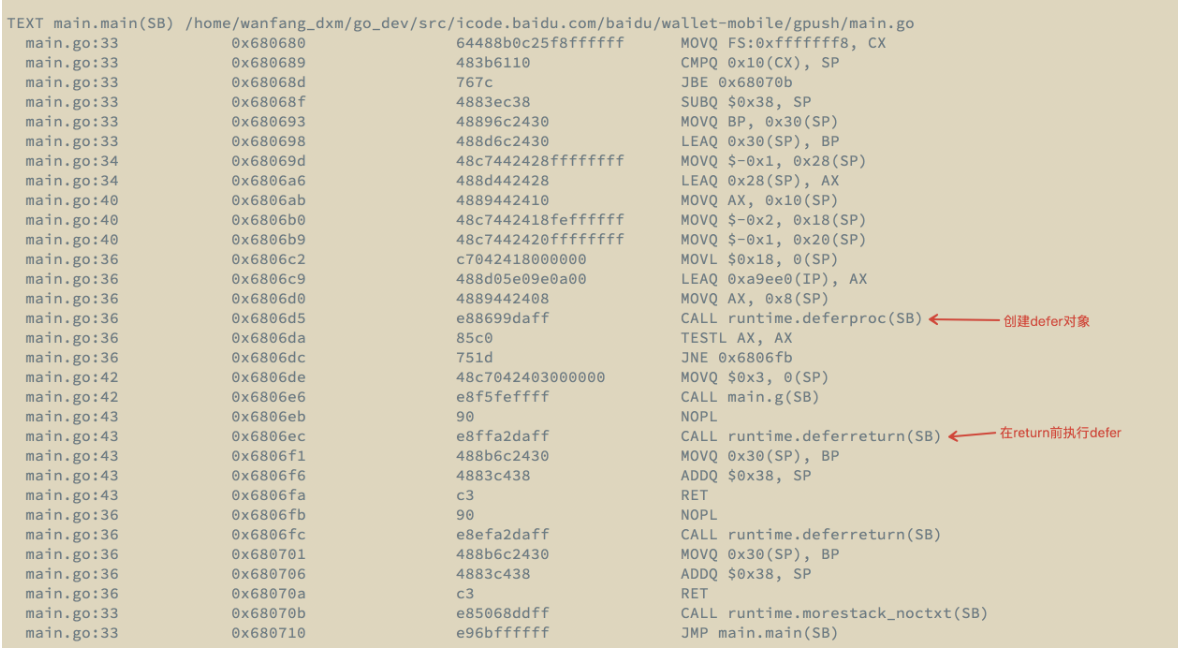 TEXT main.main(SB) /home/wanfang_dxm/go_dev/src/icode.baidu.com/baidu/wallet-mobile/gpush/main.go
main.go:33 0x680680 64488b0c25f8ffffff MOVQ FS:0xfffffff8, CX
main.go:33 0x680689 483b6110 CMPQ 0x10(CX), SP
main.go:33 0x68068d 767c JBE 0x68070b
main.go:33 0x68068f 4883ec38 SUBQ $0x38, SP
main.go:33 0x680693 48896c2430 MOVQ BP, 0x30(SP)
main.go:33 0x680698 488d6c2430 LEAQ 0x30(SP), BP
main.go:34 0x68069d 48c7442428ffffffff MOVQ $-0x1, 0x28(SP)
main.go:34 0x6806a6 488d442428 LEAQ 0x28(SP), AX
main.go:40 0x6806ab 4889442410 MOVQ AX, 0x10(SP)
main.go:40 0x6806b0 48c7442418feffffff MOVQ $-0x2, 0x18(SP)
main.go:40 0x6806b9 48c7442420ffffffff MOVQ $-0x1, 0x20(SP)
main.go:36 0x6806c2 c7042418000000 MOVL $0x18, 0(SP)
main.go:36 0x6806c9 488d05e09e0a00 LEAQ 0xa9ee0(IP), AX
main.go:36 0x6806d0 4889442408 MOVQ AX, 0x8(SP)
main.go:36 0x6806d5 e88699daff CALL runtime.deferproc(SB) 创建defer对象
main.go:36 0x6806da 85c0 TESTL AX, AX
main.go:36 0x6806dc 751d JNE 0x6806fb
main.go:42 0x6806de 48c7042403000000 MOVQ $0x3, 0(SP)
main.go:42 0x6806e6 e8f5feffff CALL main.g(SB)
main.go:43 0x6806eb 90 NOPL
main.go:43 0x6806ec e8ffa2daff CALL runtime.deferreturn(SB) 在return前执行defer
main.go:43 0x6806f1 488b6c2430 MOVQ 0x30(SP), BP
main.go:43 0x6806f6 4883c438 ADDQ $0x38, SP
main.go:43 0x6806fa c3 RET
main.go:36 0x6806fb 90 NOPL
main.go:36 0x6806fc e8efa2daff CALL runtime.deferreturn(SB)
main.go:36 0x680701 488b6c2430 MOVQ 0x30(SP), BP
main.go:36 0x680706 4883c438 ADDQ $0x38, SP
main.go:36 0x68070a c3 RET
main.go:33 0x68070b e85068ddff CALL runtime.morestack_noctxt(SB)
main.go:33 0x680710 e96bffffff JMP main.main(SB)